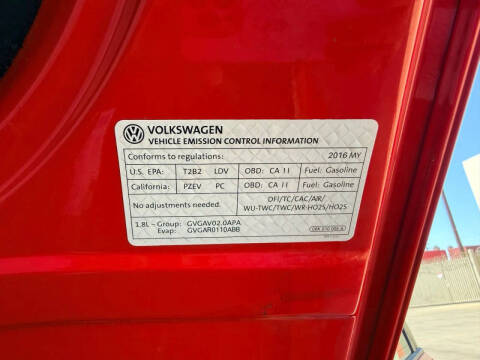 VOLKSWAGEN
VEHICLE EMISSION CONTROL INFORMATION
Conforms to regulations: 2016 MY
U.S. EPA: T2B2 LDV OBD: CA II Fuel: Gasoline
California: PZEV PC OBD: CA II Fuel: Gasoline
No adjustments needed. DFI/TC/CAC/AIR/
WU-TWC/TWC/WR-HO2S/HO2S
1.8L - Group: GVGAV02.0APA
Evap: GVGAR0110ABB